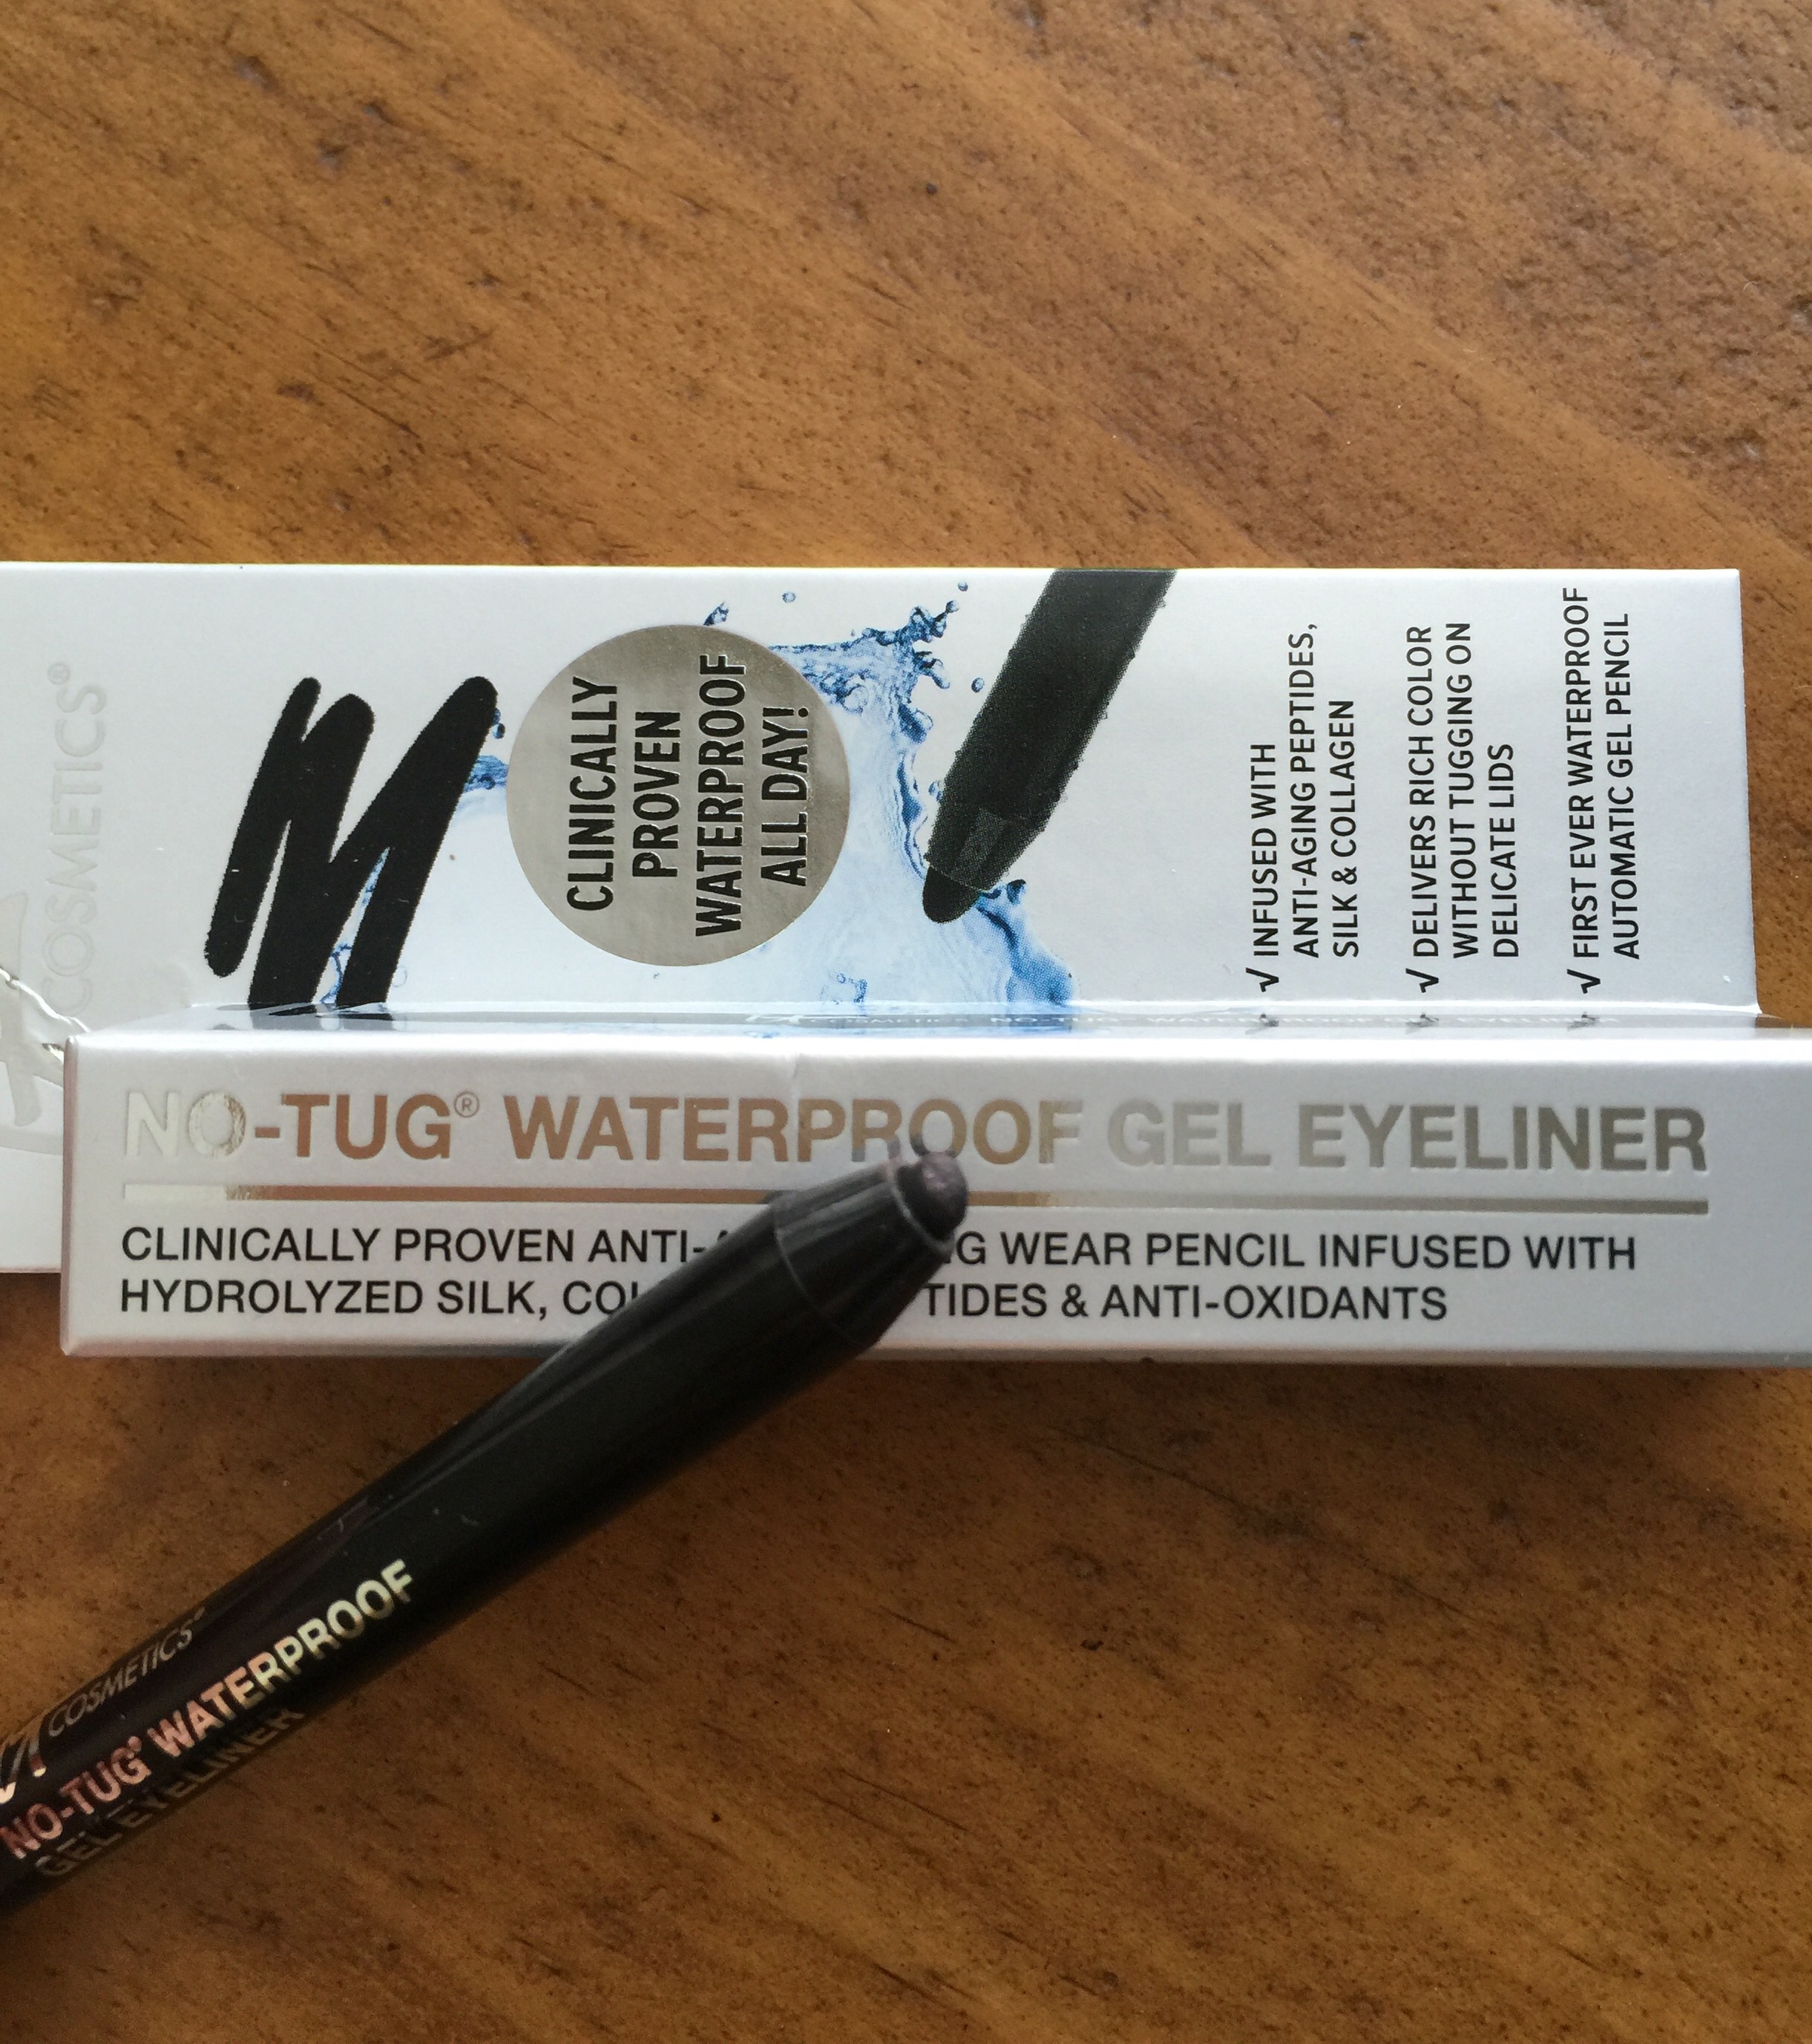 COSMETICS®
CLINICALLY
PROVEN
WATERPROOF
ALL DAY!
√ INFUSED WITH
ANTI-AGING PEPTIDES,
SILK & COLLAGEN
√ DELIVERS RICH COLOR
WITHOUT TUGGING ON
DELICATE LIDS
√ FIRST EVER WATERPROOF
AUTOMATIC GEL PENCIL
NO-TUG® WATERPROOF GEL EYELINER
CLINICALLY PROVEN WEAR PENCIL INFUSED WITH
HYDROLYZED SILK, & ANTI-OXIDANTS
IT COSMETICS®
NO-TUG® WATERPROOF
GEL EYELINER